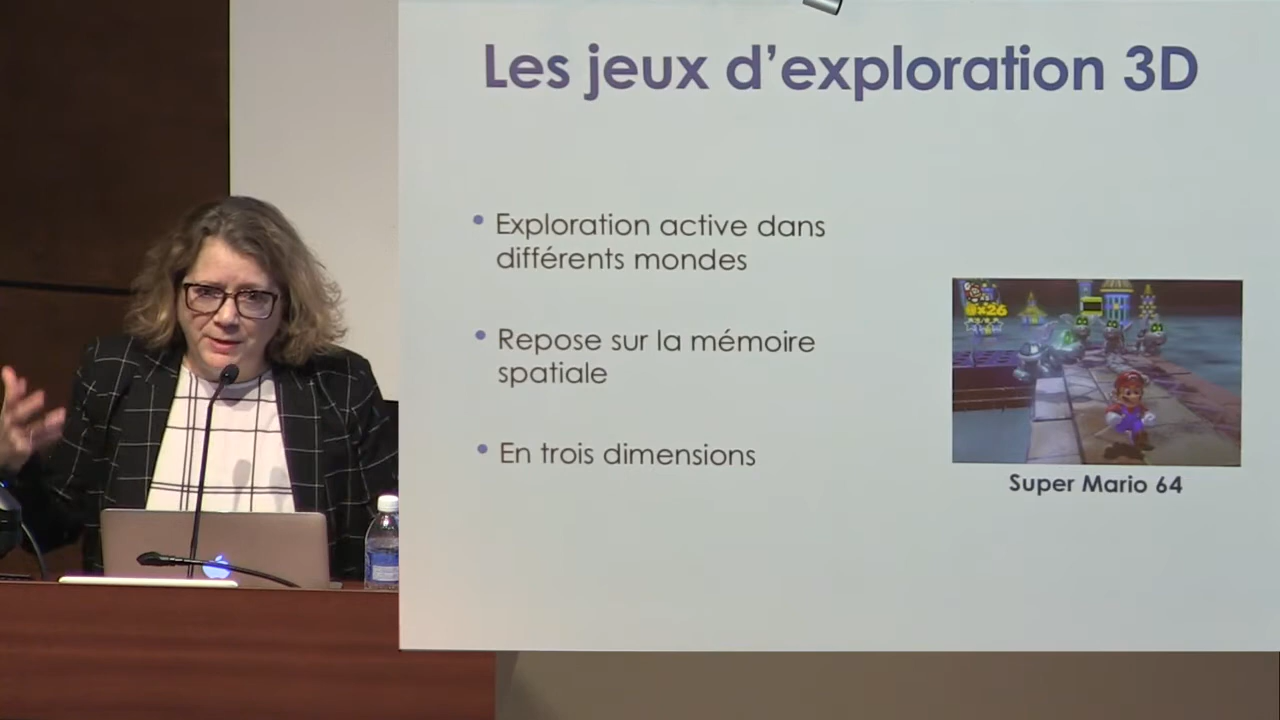 Les jeux d’exploration 3D
Exploration active dans
différents mondes
Repose sur la mémoire
spatiale
En trois dimensions
x26
Super Mario 64